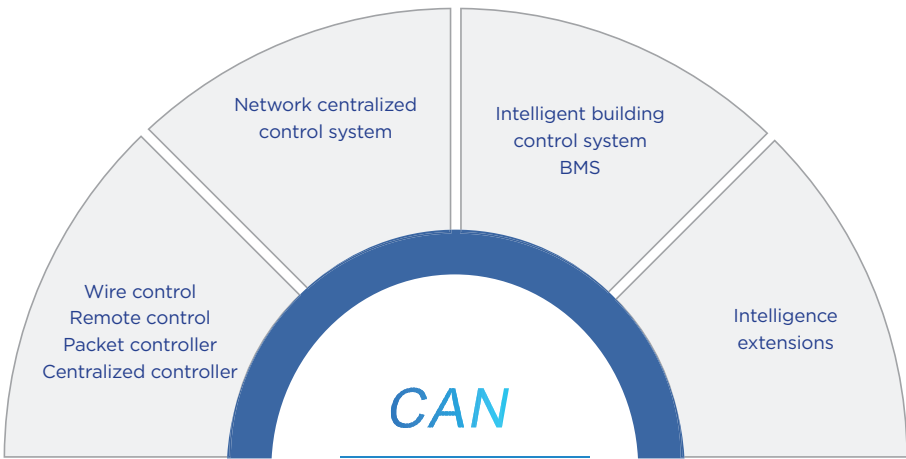 Network centralized
control system
Intelligent building
control system
BMS
Wire control
Remote control
Packet controller
Centralized controller
Intelligence
extensions
CAN